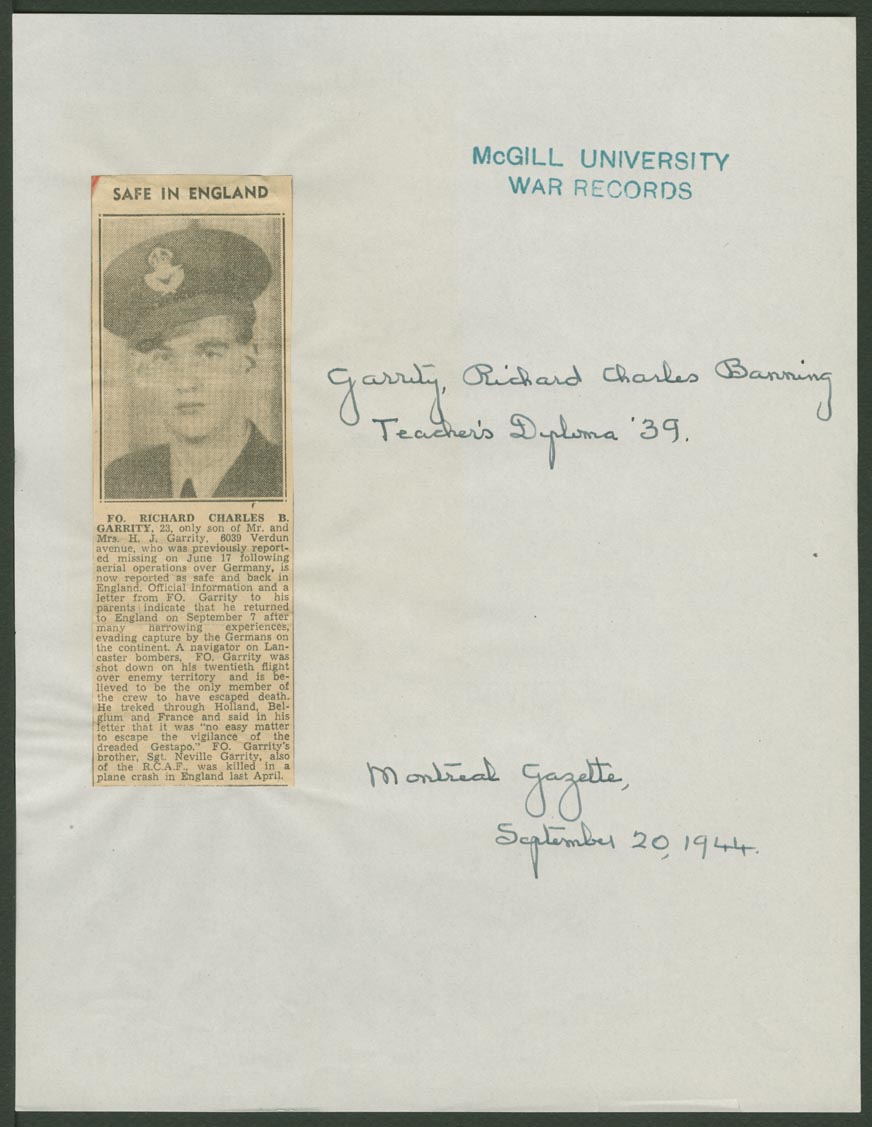 McGILL UNIVERSITY
WAR RECORDS
SAFE IN ENGLAND
FO. RICHARD CHARLES B.
GARRITY, 23, only son of Mr. and
Mrs. H. J. Garrity, 6039 Verdun
avenue, who was previously report-
ed missing on June 17 following
aerial operations over Germany, is
now reported as safe and back in
England. Official information and a
letter from FO. Garrity to his
parents indicate that he returned
to England on September 7 after
many narrowing experiences,
evading capture by the Germans on
the continent. A navigator on Lan-
caster bombers, FO. Garrity was
shot down on his twentieth flight
over enemy territory and is be-
lieved to be the only member of
the crew to have escaped death.
He treked through Holland, Bel-
gium and France and said in his
letter that it was "no easy matter
to escape the vigilance of the
dreaded Gestapo." FO. Garrity's
brother, Sgt. Neville Garrity, also
of the R.C.A.F., was killed in a
plane crash in England last April.
Garrity, Richard Charles Banning
Teacher's Diploma '39.
Montreal Gazette,
September 20, 1944.